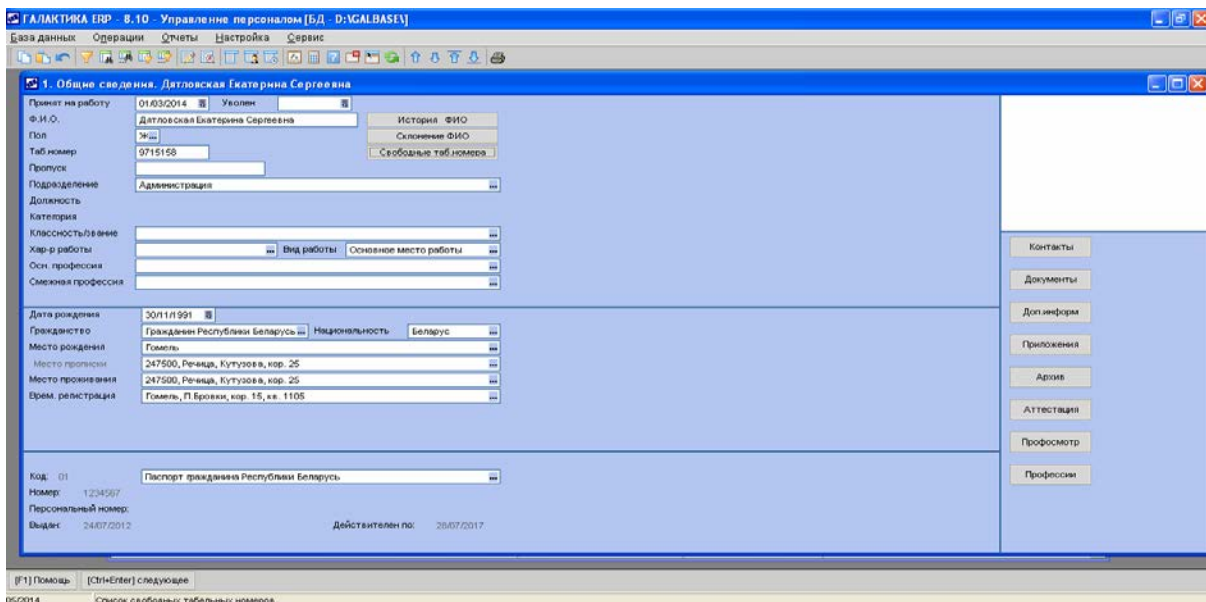 ГАЛАКТИКА ERP - 8.10 - Управление персоналом [БД - D:\GALBASE\]
База данных Операции Отчеты Настройка Сервис
1. Общие сведения. Дятловская Екатерина Сергеевна
Принят на работу 01/03/2014 Уволен
Ф.И.О. Дятловская Екатерина Сергеевна История ФИО
Пол Ж Склонение ФИО
Таб номер 9715158 Свободные таб.номера
Пропуск
Подразделение Администрация
Должность
Категория
Классность/звание
Хар-р работы Вид работы Основное место работы
Осн. профессия
Смежная профессия
Дата рождения 30/11/1991
Гражданство Гражданин Республики Беларусь Национальность Беларус
Место рождения Гомель
Место прописки 247500, Речица, Кутузова, кор. 25
Место проживания 247500, Речица, Кутузова, кор. 25
Врем. регистрация Гомель, П.Бровки, кор. 15, кв. 1105
Код: 01 Паспорт гражданина Республики Беларусь
Номер: 1234567
Персональный номер:
Выдан: 24/07/2012 Действителен по: 28/07/2017
Контакты
Документы
Доп.информ
Приложения
Архив
Аттестация
Профосмотр
Профессии
[F1] Помощь [Ctrl+Enter] следующее
05/2014 Список свободных табельных номеров